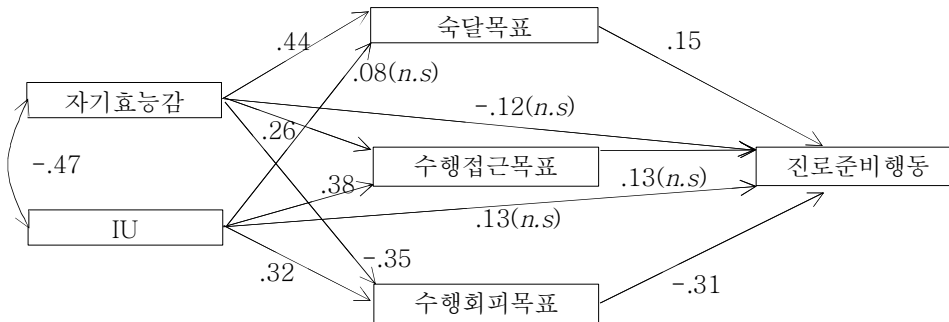 숙달목표
.44
.15
.08(n.s)
자기효능감
-.12(n.s)
.26
-.47
수행접근목표
진로준비행동
.38
.13(n.s)
IU
.13(n.s)
.32
-.35
-.31
수행회피목표